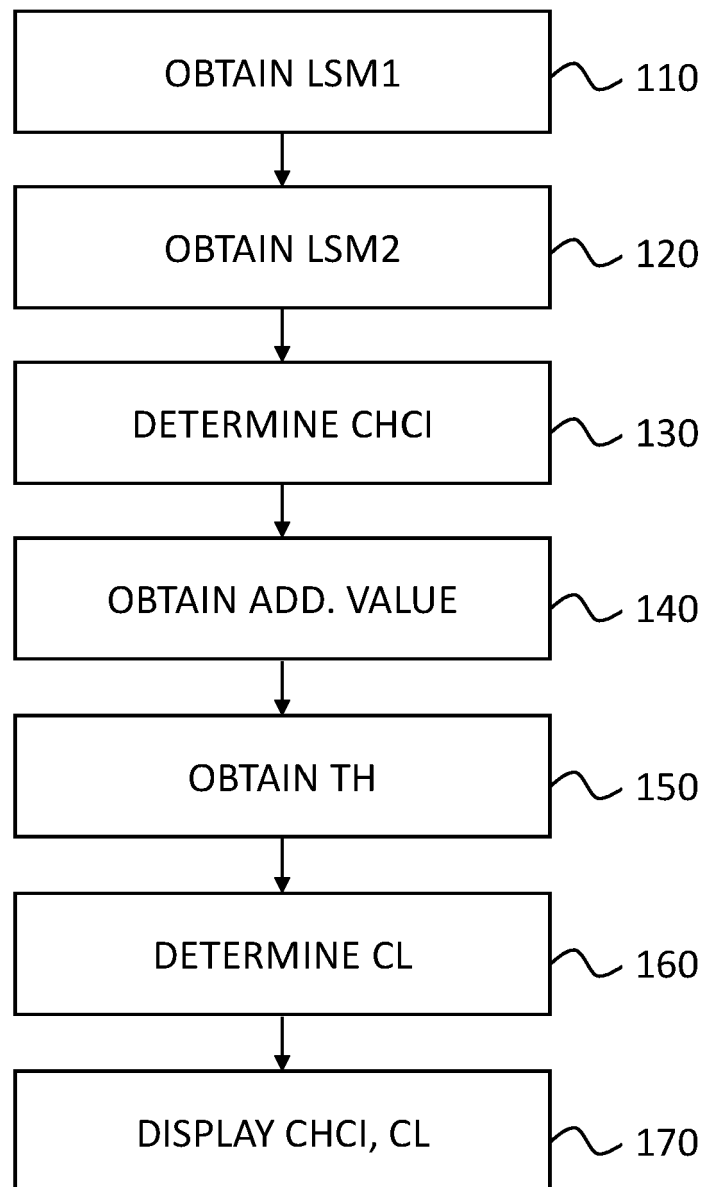 OBTAIN LSM1 110
OBTAIN LSM2 120
DETERMINE CHCI 130
OBTAIN ADD. VALUE 140
OBTAIN TH 150
DETERMINE CL 160
DISPLAY CHCI, CL 170